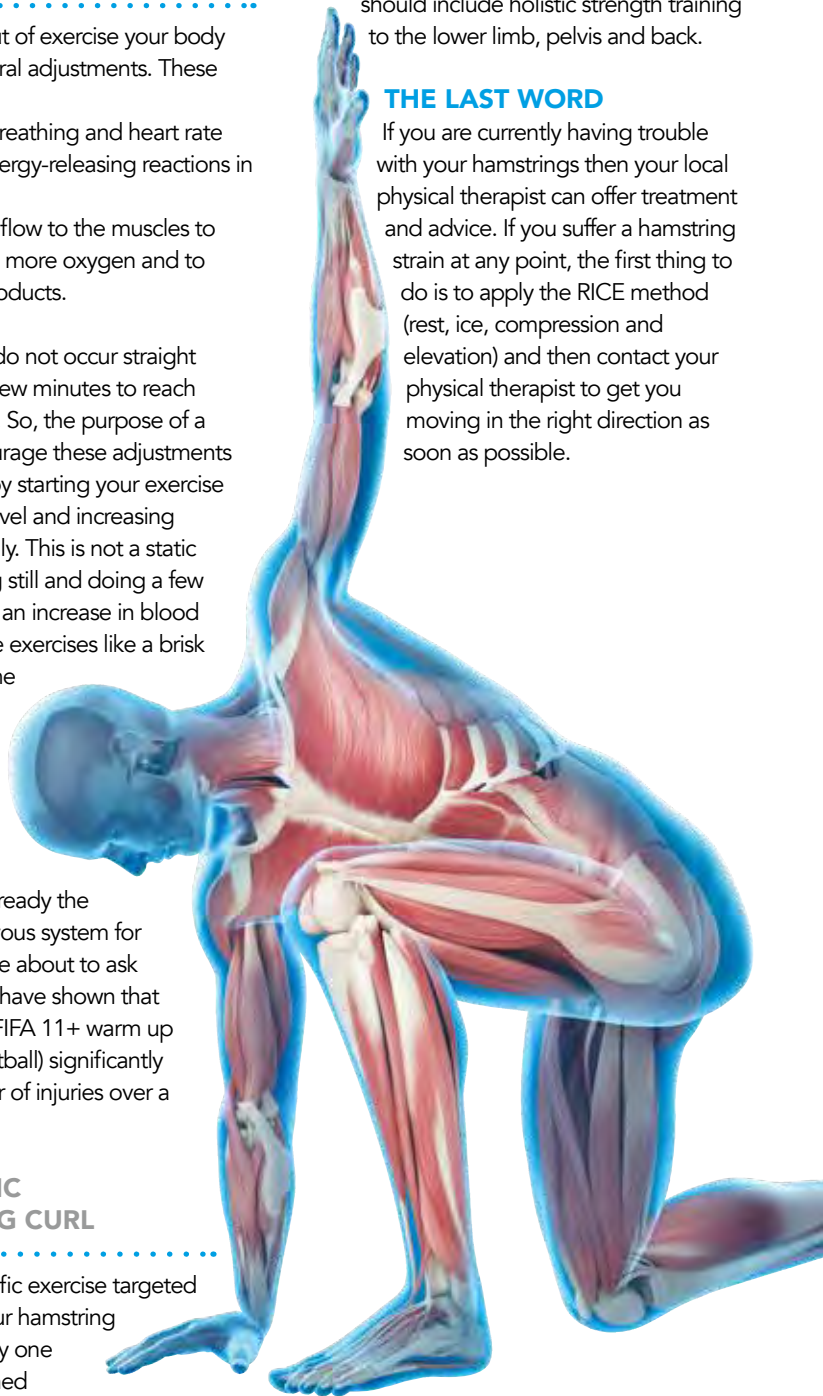 ut of exercise your body
ral adjustments. These
reathing and heart rate
ergy-releasing reactions in
flow to the muscles to
more oxygen and to
oducts.
do not occur straight
ew minutes to reach
So, the purpose of a
urage these adjustments
y starting your exercise
vel and increasing
ly. This is not a static
g still and doing a few
an increase in blood
e exercises like a brisk
ne
ready the
ous system for
e about to ask
have shown that
FIFA 11+ warm up
tball) significantly
r of injuries over a
IC
G CURL
fic exercise targeted
ur hamstring
y one
ned
should include holistic strength training
to the lower limb, pelvis and back.
THE LAST WORD
If you are currently having trouble
with your hamstrings then your local
physical therapist can offer treatment
and advice. If you suffer a hamstring
strain at any point, the first thing to
do is to apply the RICE method
(rest, ice, compression and
elevation) and then contact your
physical therapist to get you
moving in the right direction as
soon as possible.